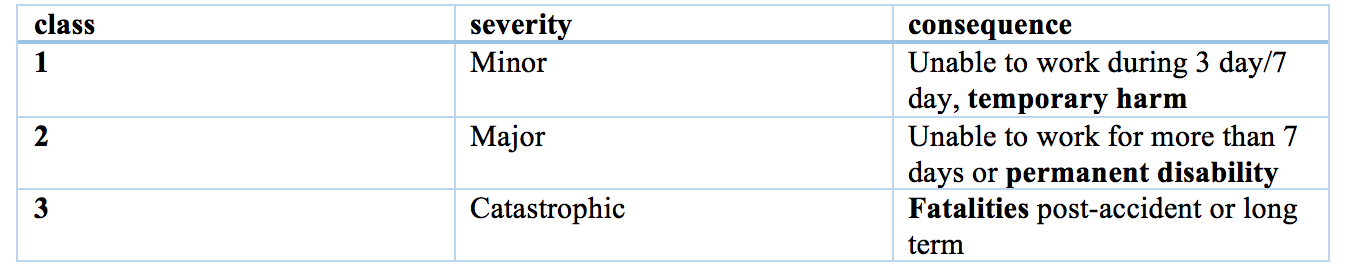 class severity consequence
1 Minor Unable to work during 3 day/7
day, temporary harm
2 Major Unable to work for more than 7
days or permanent disability
3 Catastrophic Fatalities post-accident or long
term